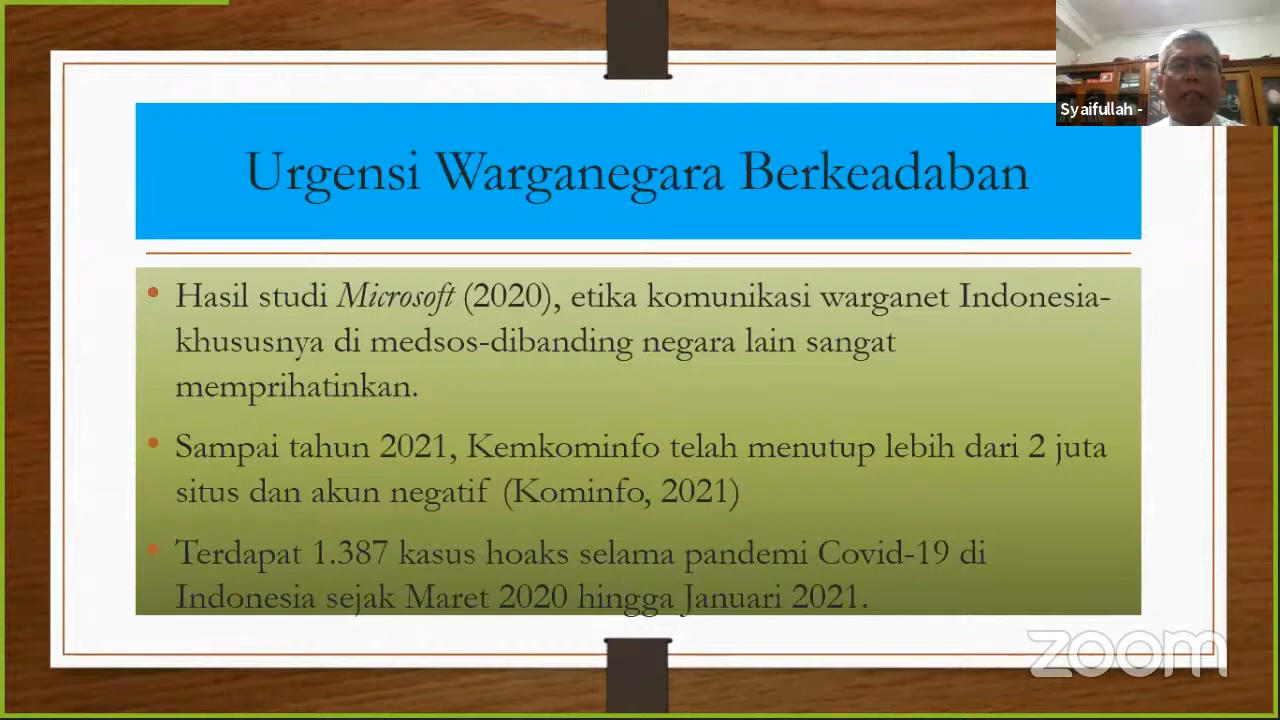 Syaifullah -
Urgensi Warganegara Berkeadaban
• Hasil studi Microsoft (2020), etika komunikasi warganet Indonesia-
khususnya di medsos-dibanding negara lain sangat
memprihatinkan.
• Sampai tahun 2021, Kemkominfo telah menutup lebih dari 2 juta
situs dan akun negatif (Kominfo, 2021)
• Terdapat 1.387 kasus hoaks selama pandemi Covid-19 di
Indonesia sejak Maret 2020 hingga Januari 2021.
zoom